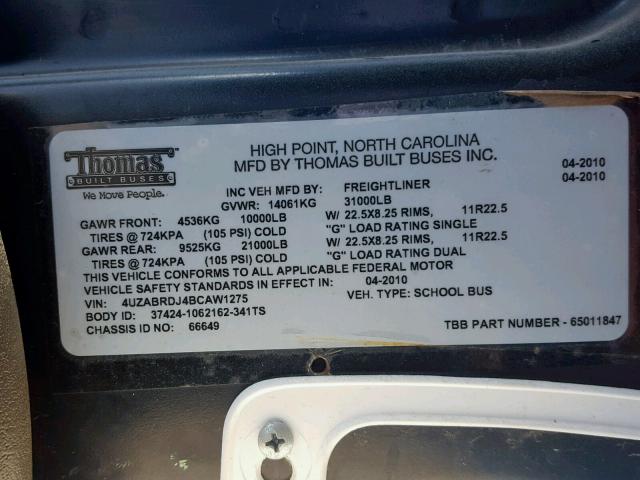 Thomas
BUILT BUSES
We Move People.
HIGH POINT, NORTH CAROLINA
MFD BY THOMAS BUILT BUSES INC.
04-2010
04-2010
INC VEH MFD BY: FREIGHTLINER
GVWR: 14061KG 31000LB
GAWR FRONT: 4536KG 10000LB W/ 22.5X8.25 RIMS, 11R22.5
TIRES @ 724KPA (105 PSI) COLD "G" LOAD RATING SINGLE
GAWR REAR: 9525KG 21000LB W/ 22.5X8.25 RIMS, 11R22.5
TIRES @ 724KPA (105 PSI) COLD "G" LOAD RATING DUAL
THIS VEHICLE CONFORMS TO ALL APPLICABLE FEDERAL MOTOR
VEHICLE SAFETY STANDARDS IN EFFECT IN: 04-2010
VIN: 4UZABRDJ4BCAW1275 VEH. TYPE: SCHOOL BUS
BODY ID: 37424-1062162-341TS
CHASSIZ ID NO: 66649 TBB PART NUMBER - 65011847